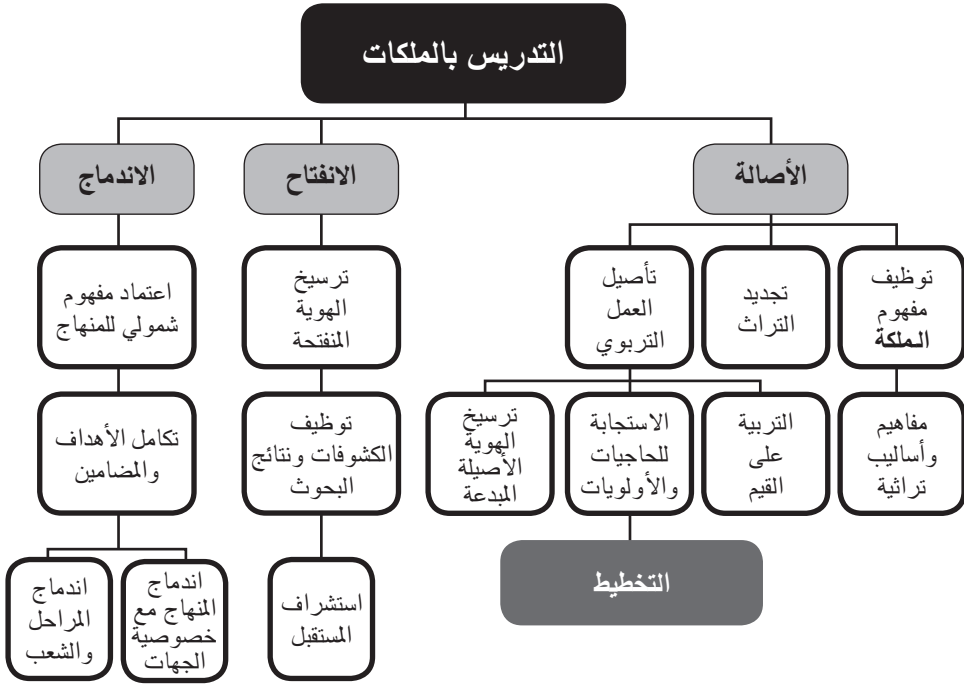 التدريس بالملكات
الأصالة
الانفتاح
الاندماج
توظيف
مفهوم
الملكة
تجديد
التراث
تأصيل
العمل
التربوي
ترسيخ
الهوية
المنفتحة
اعتماد مفهوم
شمولي للمنهاج
مفاهيم
وأساليب
تراثية
التربية
على
القيم
الاستجابة
للحاجيات
والأولويات
ترسيخ
الهوية
الأصيلة
المبدعة
توظيف
الكشوفات ونتائج
البحوث
تكامل الأهداف
والمضامين
التخطيط
استشراف
المستقبل
اندماج
المنهاج مع
خصوصية
الجهات
اندماج
المراحل
والشعب